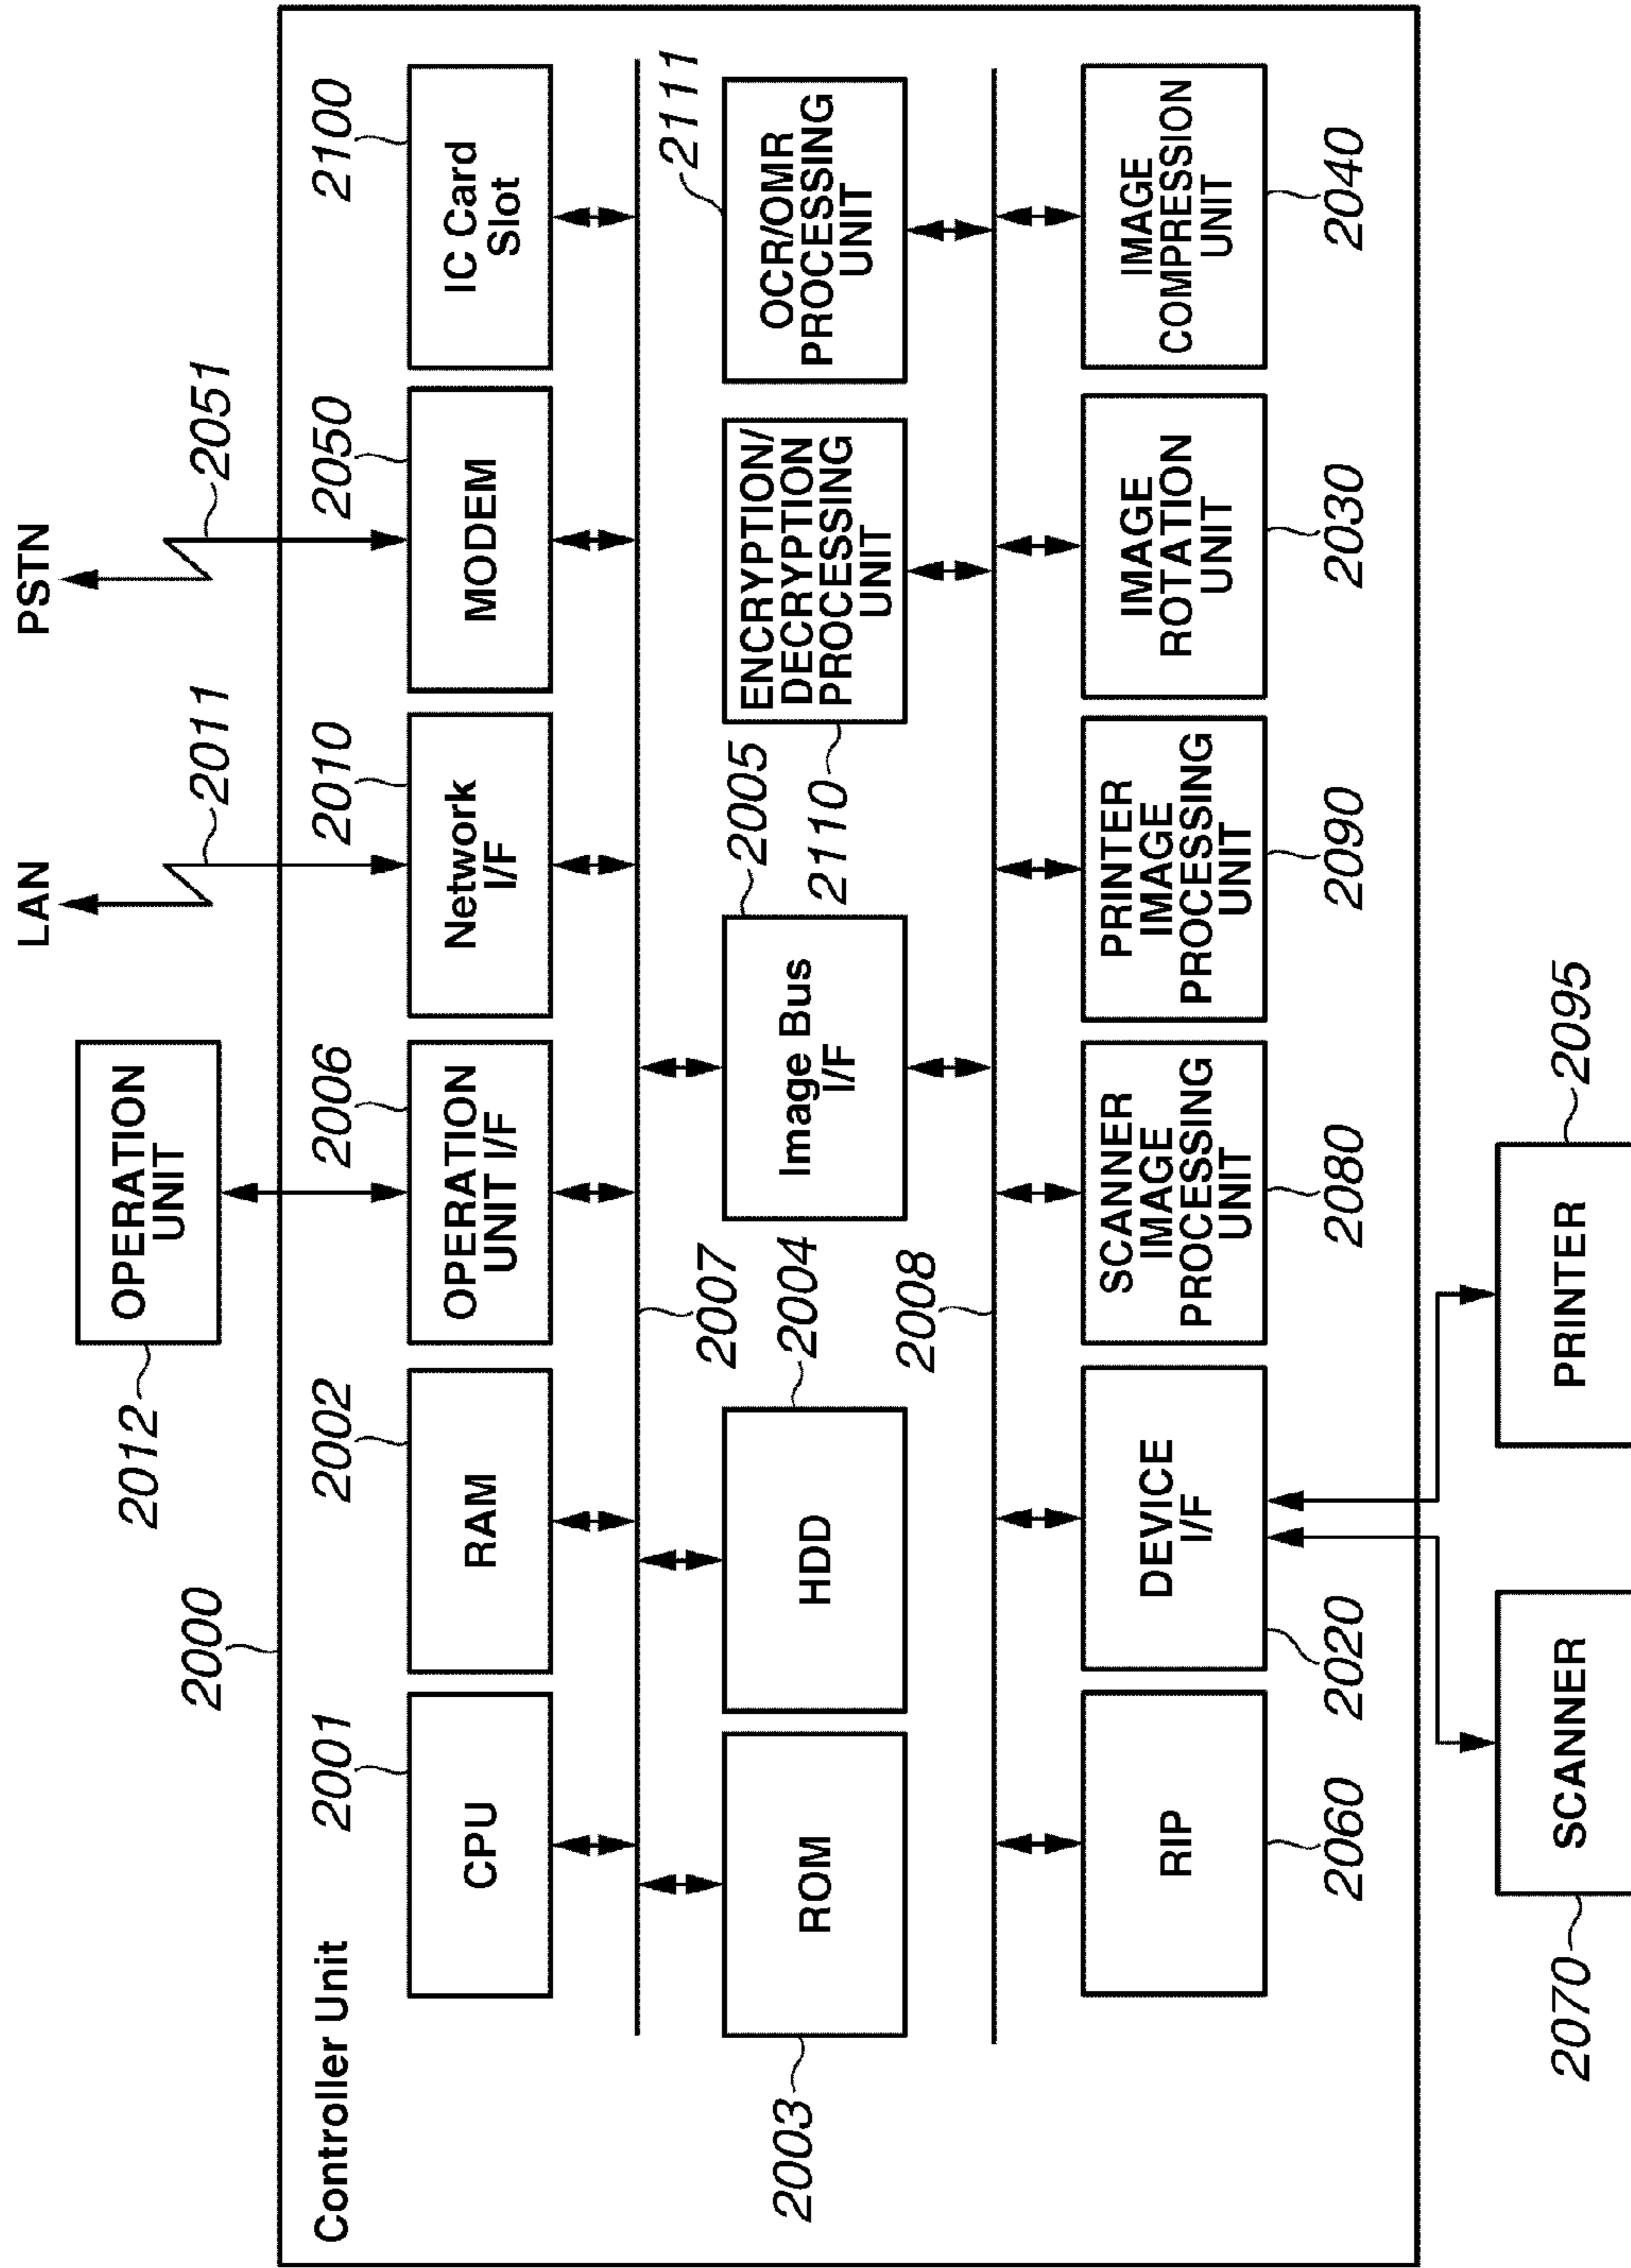 LAN
PSTN
2011
2051
2012
OPERATION
UNIT
2000
Controller Unit
2001
2002
2006
2010
2050
2100
CPU
RAM
OPERATION
UNIT I/F
Network
I/F
MODEM
IC Card
Slot
2007
2111
2003
ROM
2004
HDD
2005
Image Bus
I/F
2110
ENCRYPTION/
DECRYPTION
PROCESSING
UNIT
OCR/OMR
PROCESSING
UNIT
2008
RIP
DEVICE
I/F
SCANNER
IMAGE
PROCESSING
UNIT
PRINTER
IMAGE
PROCESSING
UNIT
IMAGE
ROTATION
UNIT
IMAGE
COMPRESSION
UNIT
2060
2020
2080
2090
2030
2040
2070
SCANNER
PRINTER
2095